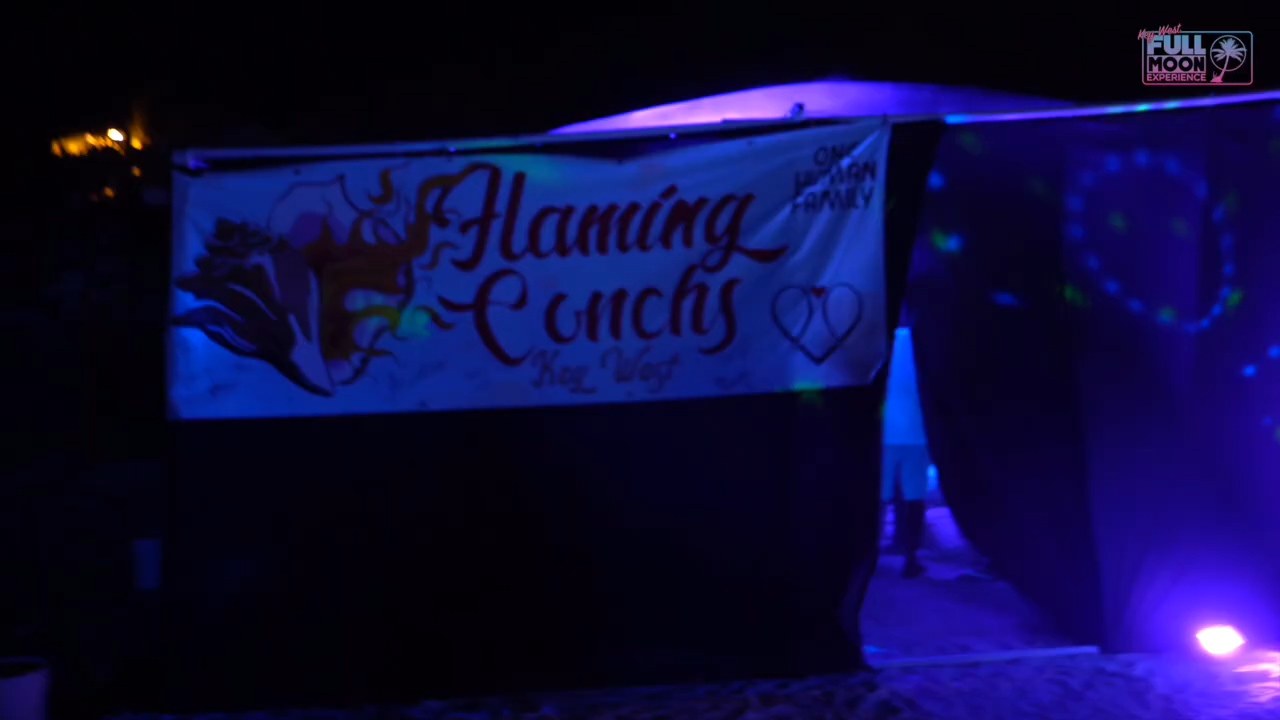 Key West
FULL
MOON
EXPERIENCE
ONE
HUMAN
FAMILY
Flaming
Conchs
Key West